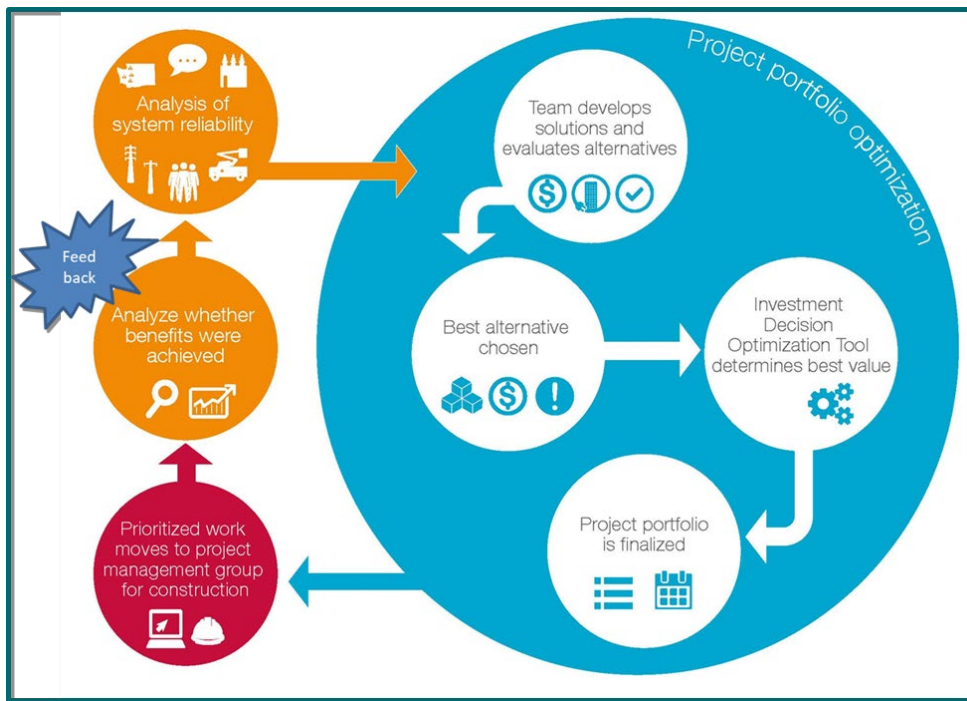 Analysis of
system reliability
Project portfolio optimization
Team develops
solutions and
evaluates alternatives
Best alternative
chosen
Investment
Decision
Optimization Tool
determines best value
Project portfolio
is finalized
Prioritized work
moves to project
management group
for construction
Analyze whether
benefits were
achieved
Feed
back